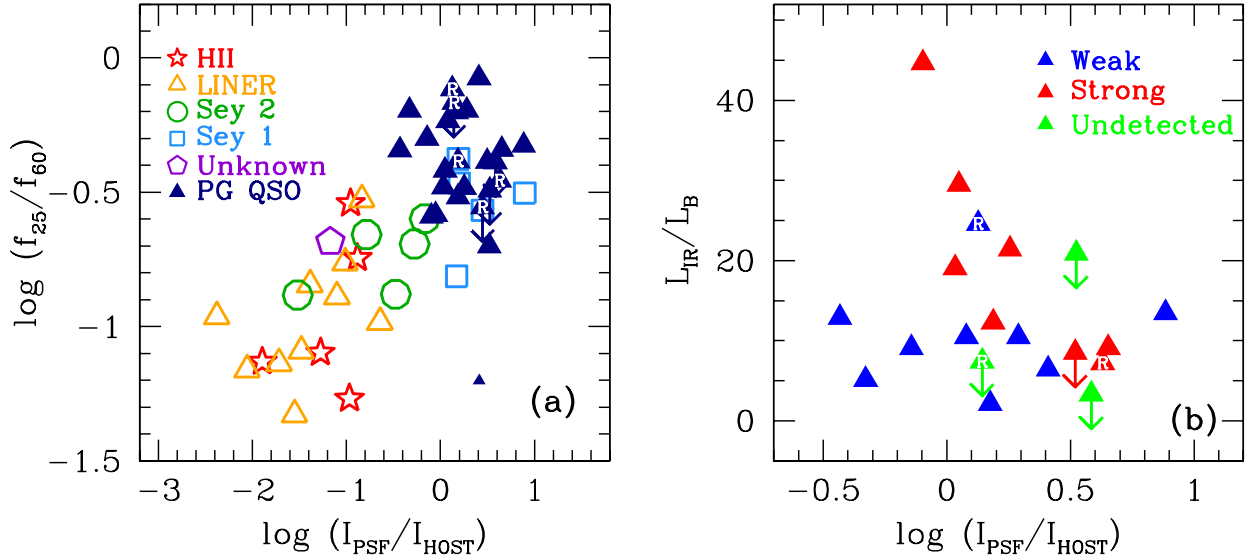 HII
LINER
Sey 2
Sey 1
Unknown
PG QSO
R
R
R
R
R
(a)
0
−0.5
−1
−1.5
−3 −2 −1 0 1
log (f25/f60)
log (IPSF/IHOST)
Weak
Strong
Undetected
R
R
R
(b)
40
20
0
−0.5 0 0.5 1
LIR/LB
log (IPSF/IHOST)